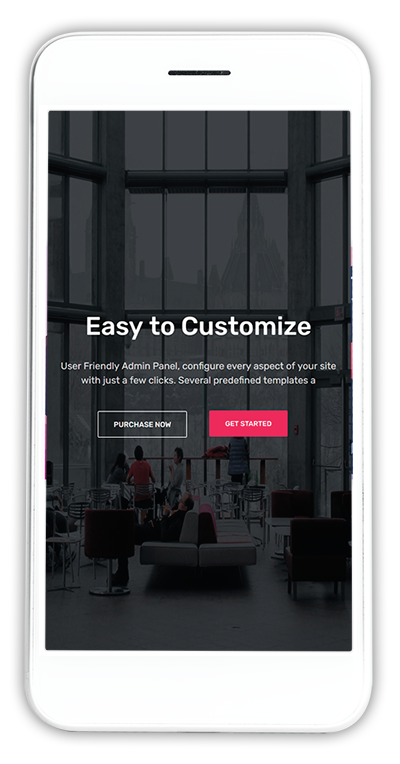 Easy to Customize
User Friendly Admin Panel, configure every aspect of your site
with just a few clicks. Several predefined templates a
PURCHASE NOW
GET STARTED